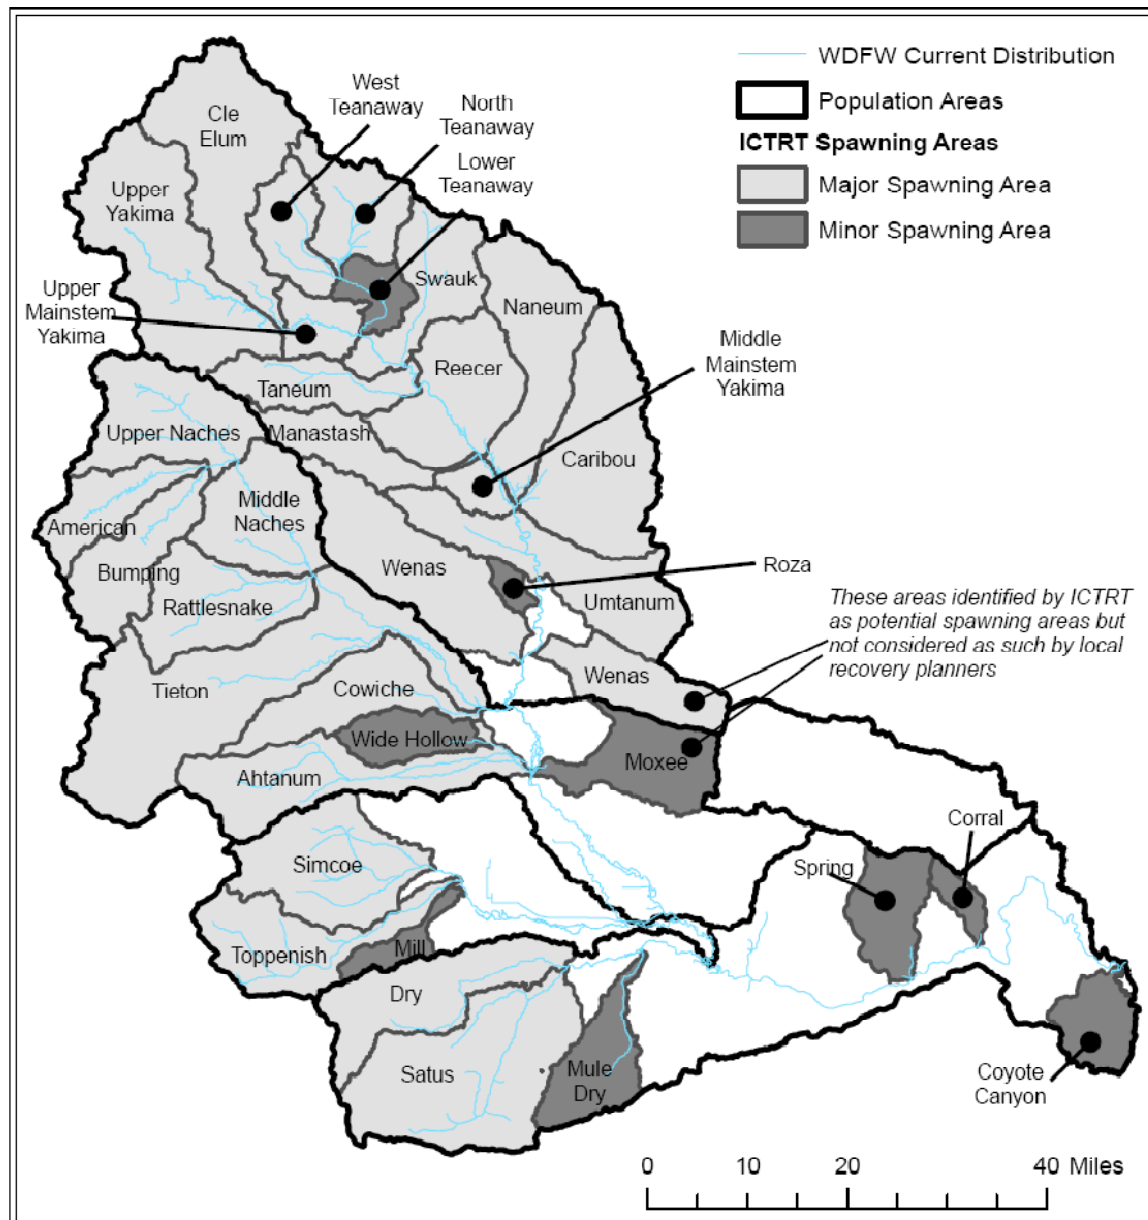 WDFW Current Distribution
Population Areas
ICTRT Spawning Areas
Major Spawning Area
Minor Spawning Area
West
Teanaway
North
Teanaway
Lower
Teanaway
Cle
Elum
Upper
Yakima
Swauk
Naneum
Upper
Mainstem
Yakima
Middle
Mainstem
Yakima
Reecer
Taneum
Manastash
Upper Naches
Caribou
Middle
Naches
American
Bumping
Wenas
Rattlesnake
Roza
Umtanum
These areas identified by ICTRT
as potential spawning areas but
not considered as such by local
recovery planners
Tieton
Cowiche
Wenas
Wide Hollow
Moxee
Ahtanum
Corral
Simcoe
Spring
Toppenish
Mill
Dry
Satus
Mule
Dry
Coyote
Canyon
0 10 20 40 Miles